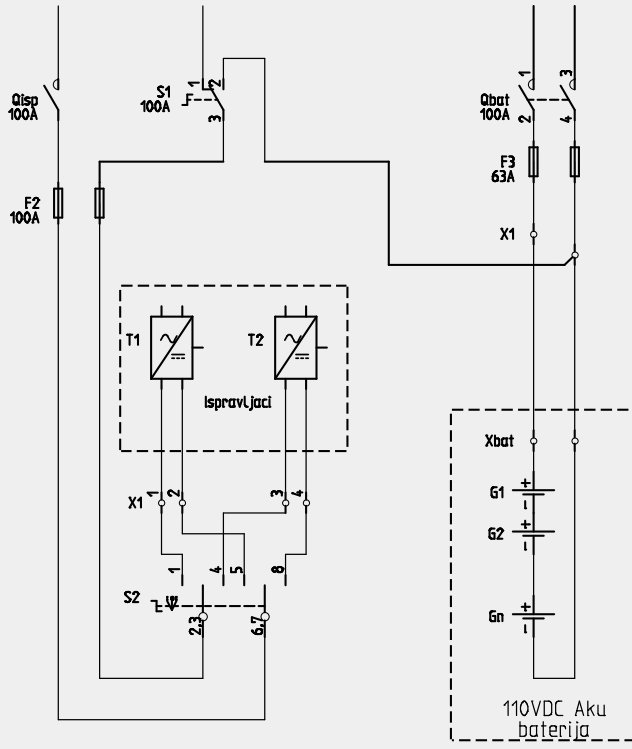 Qisp
100A
S1
100A
1
2
3
Qbat
100A
1
3
2
4
F3
63A
F2
100A
X1
T1
T2
Ispravljaci
X1
1
2
3
4
Xbat
G1
+
-
G2
+
-
1
4
5
8
S2
2,3
6,7
Gn
+
-
110VDC Aku
baterija